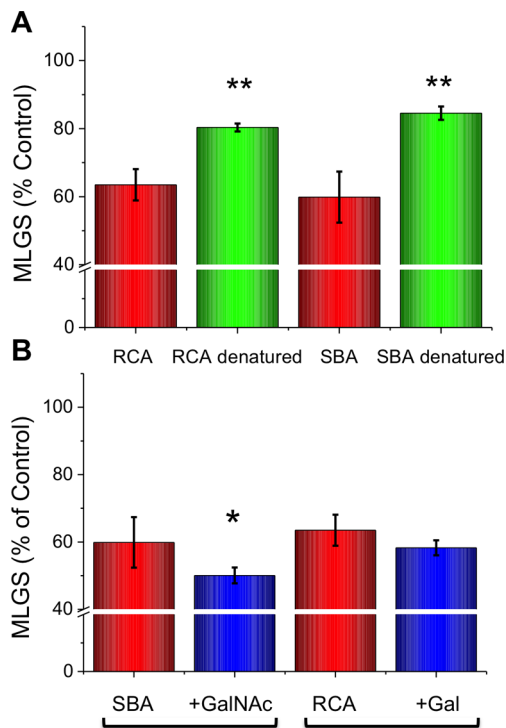 A
MLGS (% Control)
100
80
60
40
0
**
**
RCA RCA denatured SBA SBA denatured
B
MLGS (% of Control)
100
80
60
40
0
*
SBA +GalNAc RCA +Gal